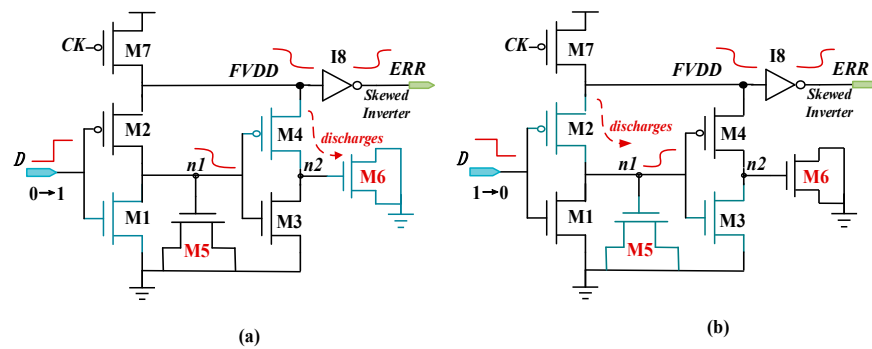 CK
M7
I8
FVDD
ERR
Skewed
Inverter
M2
M4
discharges
D
n1
n2
0→1
M6
M1
M3
M5
(a)
CK
M7
I8
FVDD
ERR
Skewed
Inverter
M2
discharges
M4
D
n1
n2
1→0
M6
M1
M3
M5
(b)